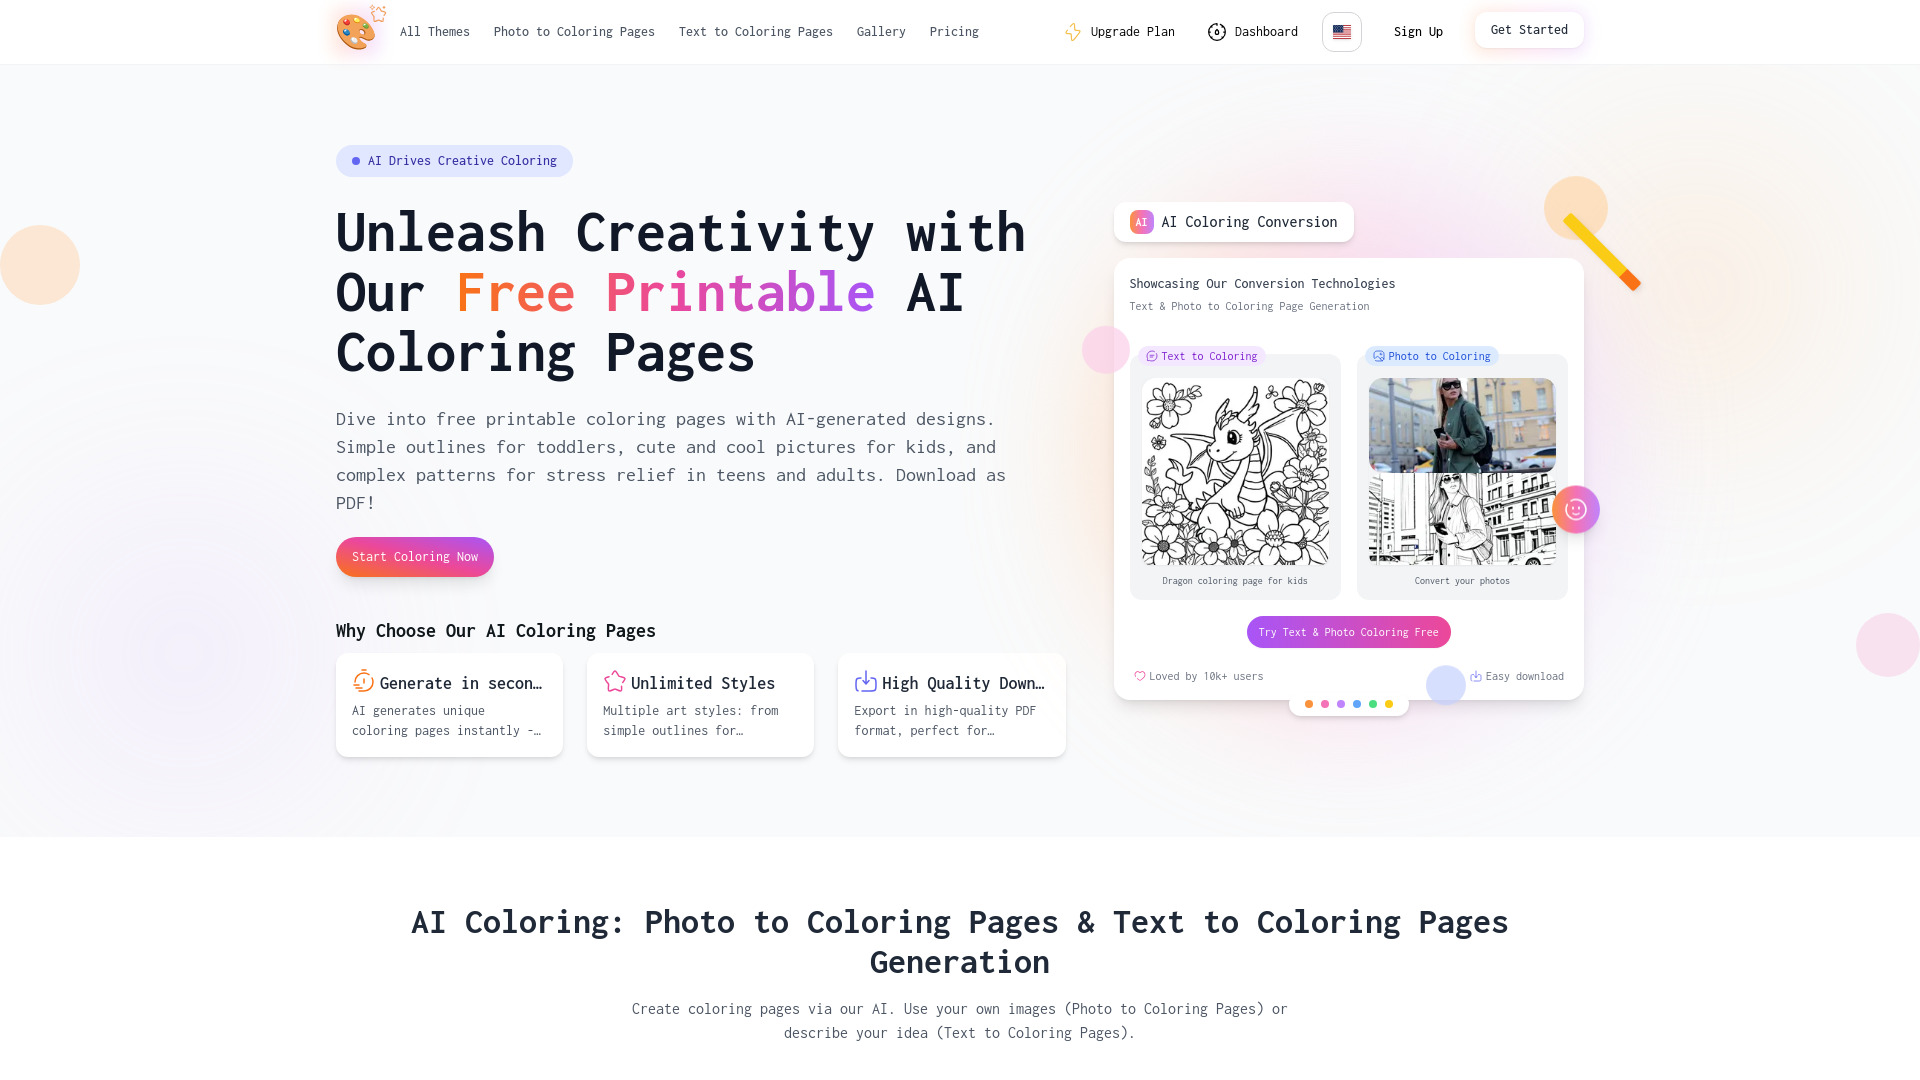 All Themes
Photo to Coloring Pages
Text to Coloring Pages
Gallery
Pricing
Upgrade Plan
Dashboard
Sign Up
Get Started
AI Drives Creative Coloring
Unleash Creativity with
Our Free Printable AI
Coloring Pages
Dive into free printable coloring pages with AI-generated designs.
Simple outlines for toddlers, cute and cool pictures for kids, and
complex patterns for stress relief in teens and adults. Download as
PDF!
Start Coloring Now
Why Choose Our AI Coloring Pages
Generate in secon…
AI generates unique
coloring pages instantly -…
Unlimited Styles
Multiple art styles: from
simple outlines for…
High Quality Down…
Export in high-quality PDF
format, perfect for…
AI
AI Coloring Conversion
Showcasing Our Conversion Technologies
Text & Photo to Coloring Page Generation
Text to Coloring
Dragon coloring page for kids
Photo to Coloring
Convert your photos
Try Text & Photo Coloring Free
Loved by 10k+ users
Easy download
AI Coloring: Photo to Coloring Pages & Text to Coloring Pages
Generation
Create coloring pages via our AI. Use your own images (Photo to Coloring Pages) or
describe your idea (Text to Coloring Pages).